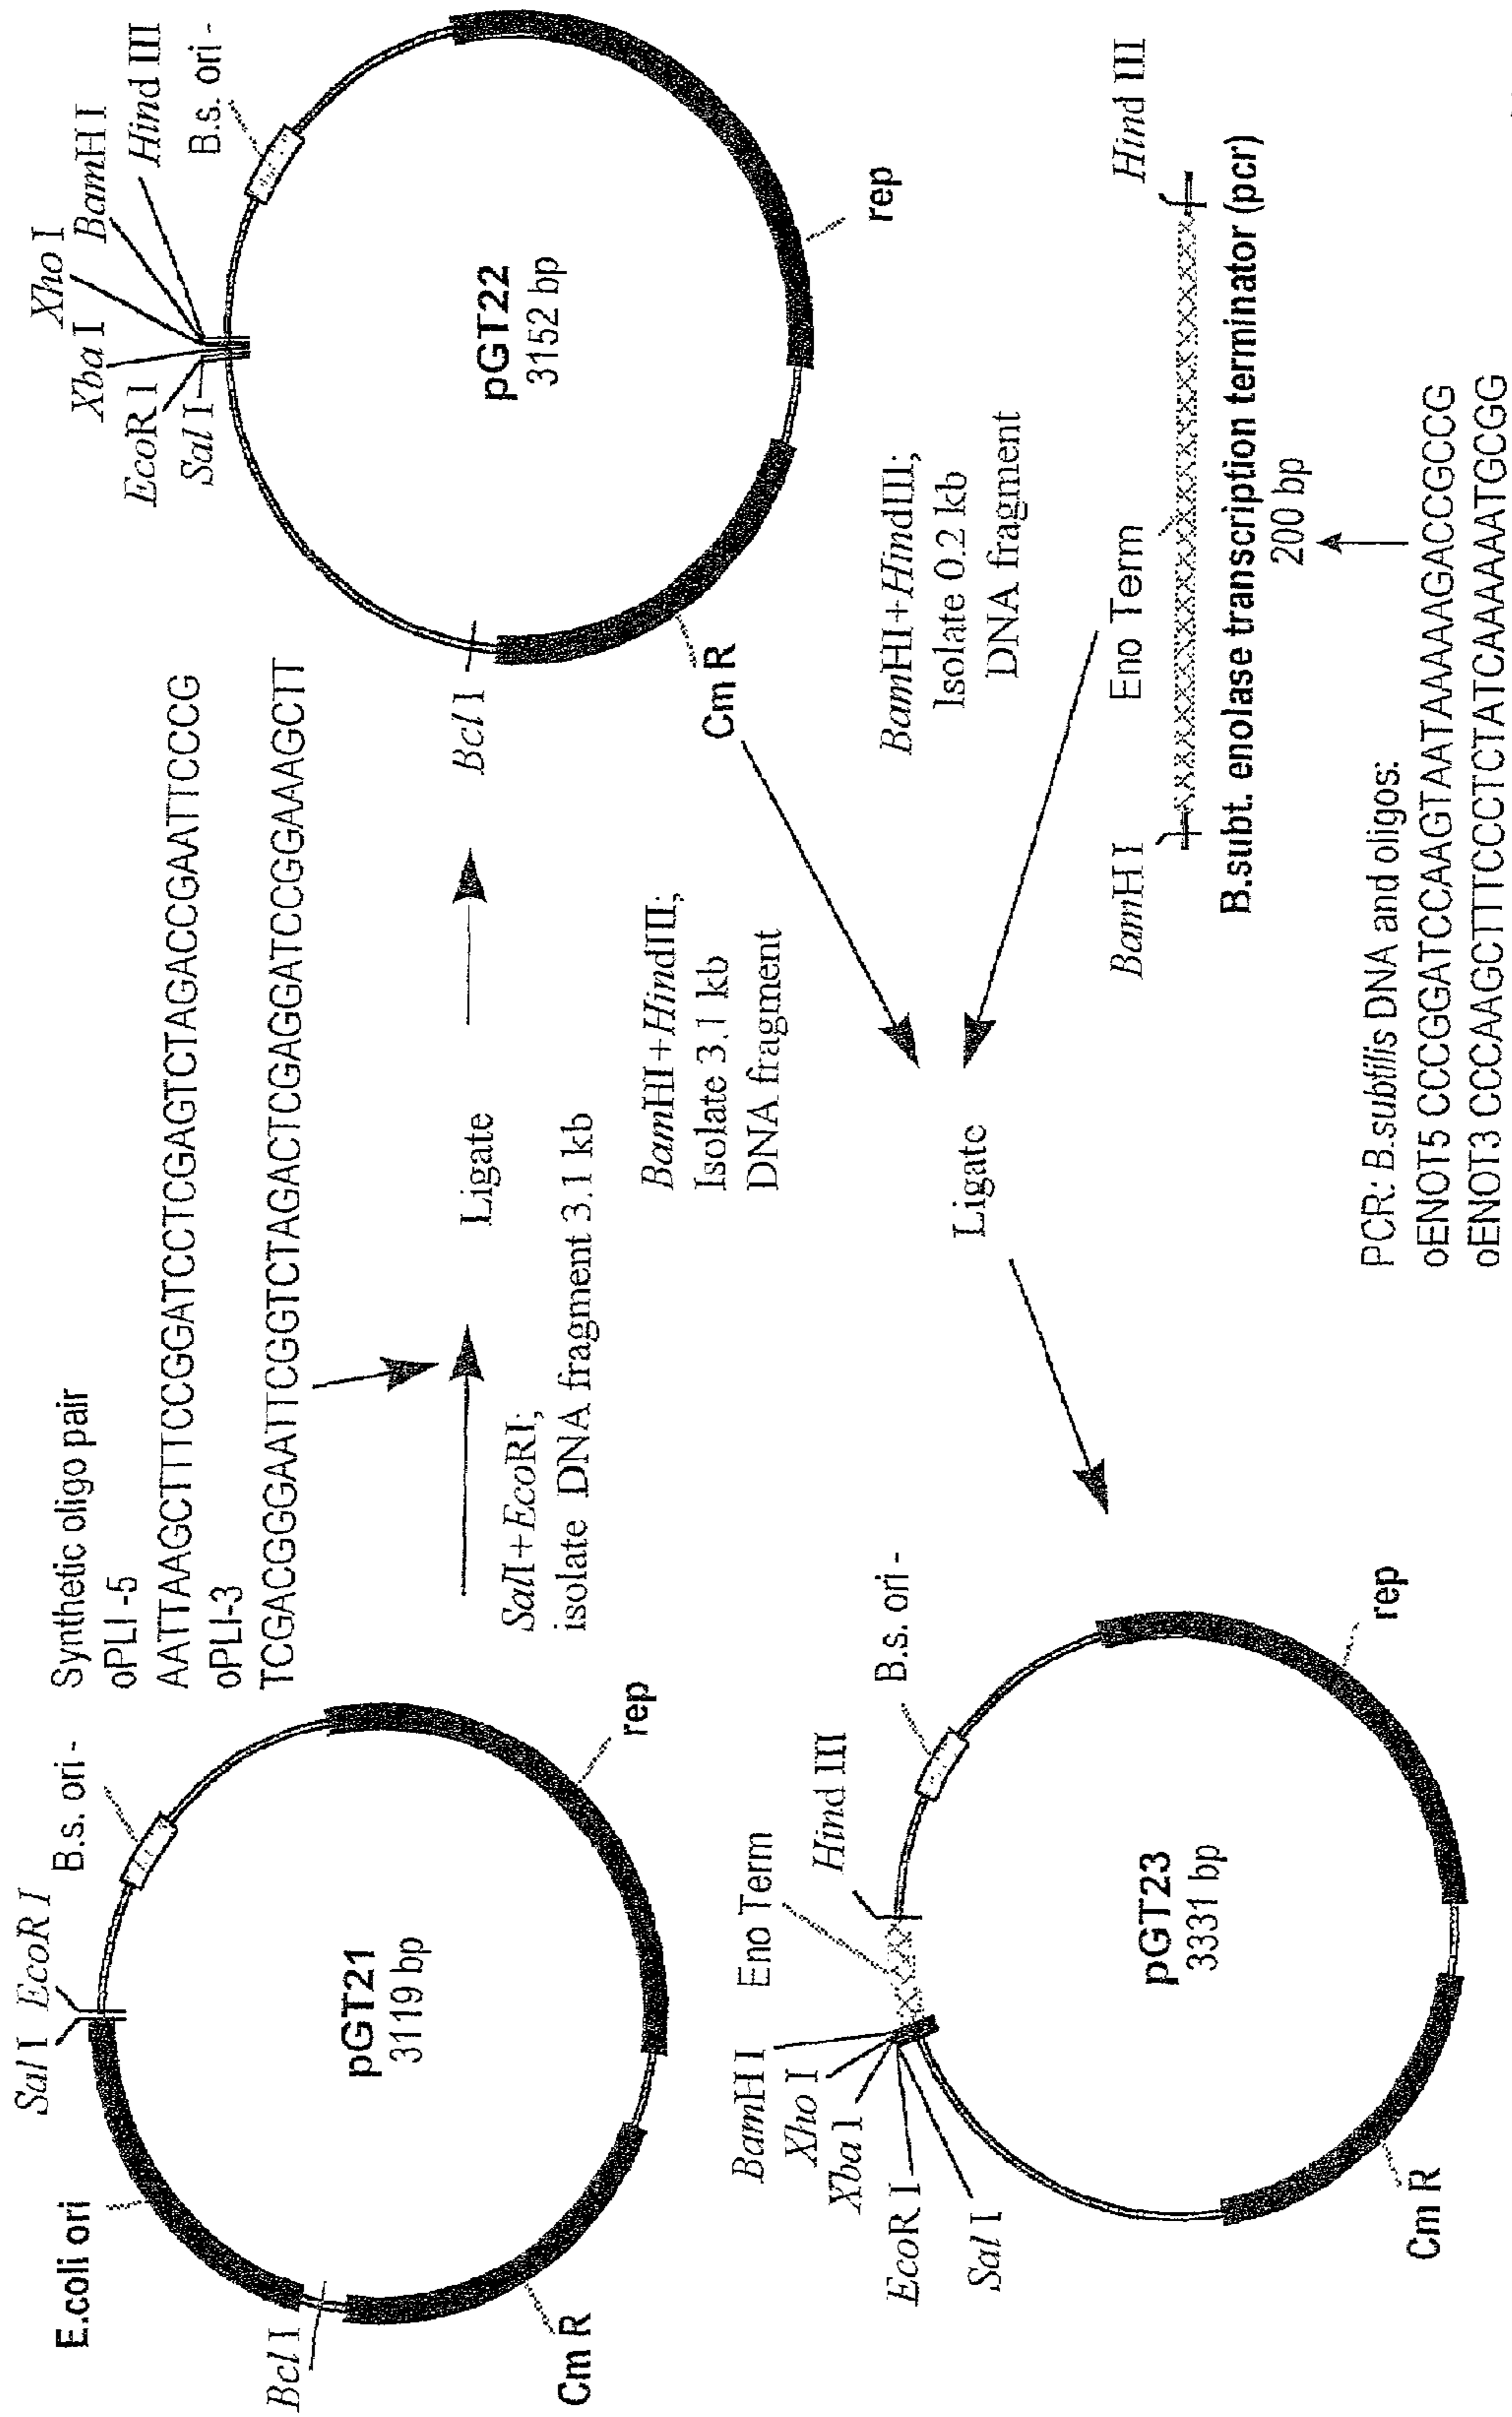 Synthetic oligo pair
oPLI-5
AATTAAGCTTTCCGGATCCTCGAGTCTAGACCGAATTCCCG
oPLI-3
TCGACGGGAATTCGGTCTAGACTCGAGGATCCGGAAAGCTT
Sal I
EcoR I
B.s. ori -
E.coli ori
Bcl I
pGT21
3119 bp
Cm R
rep
SalI+EcoRI;
isolate DNA fragment 3.1 kb
Ligate
Xba I
Xho I
BamH I
Hind III
EcoR I
Sal I
B.s. ori -
Bcl I
pGT22
3152 bp
Cm R
rep
BamHI+HindIII;
Isolate 3.1 kb
DNA fragment
BamHI+HindIII;
Isolate 0.2 kb
DNA fragment
Ligate
BamH I
Eno Term
Hind III
B.subt. enolase transcription terminator (pcr)
200 bp
PCR: B.subtilis DNA and oligos:
oENOT5 CCCGGATCCAAGTAATAAAAGACCGCCG
oENOT3 CCCAAGCTTTCCCTCTATCAAAAATGCGG
BamH I
Xho I
Xba I
EcoR I
Sal I
Eno Term
Hind III
B.s. ori -
pGT23
3331 bp
Cm R
rep